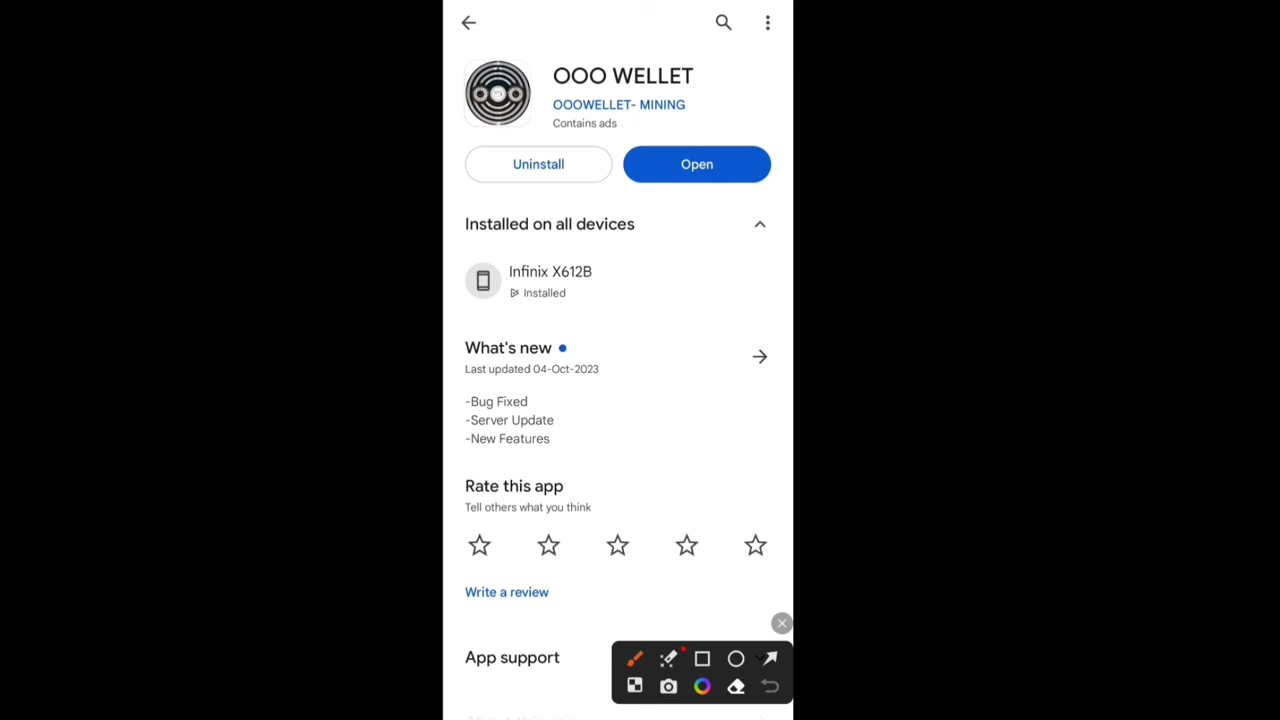 OOO WELLET
OOOWELLET- MINING
Contains ads
Uninstall
Open
Installed on all devices
Infinix X612B
Installed
What's new
Last updated 04-Oct-2023
-Bug Fixed
-Server Update
-New Features
Rate this app
Tell others what you think
Write a review
App support